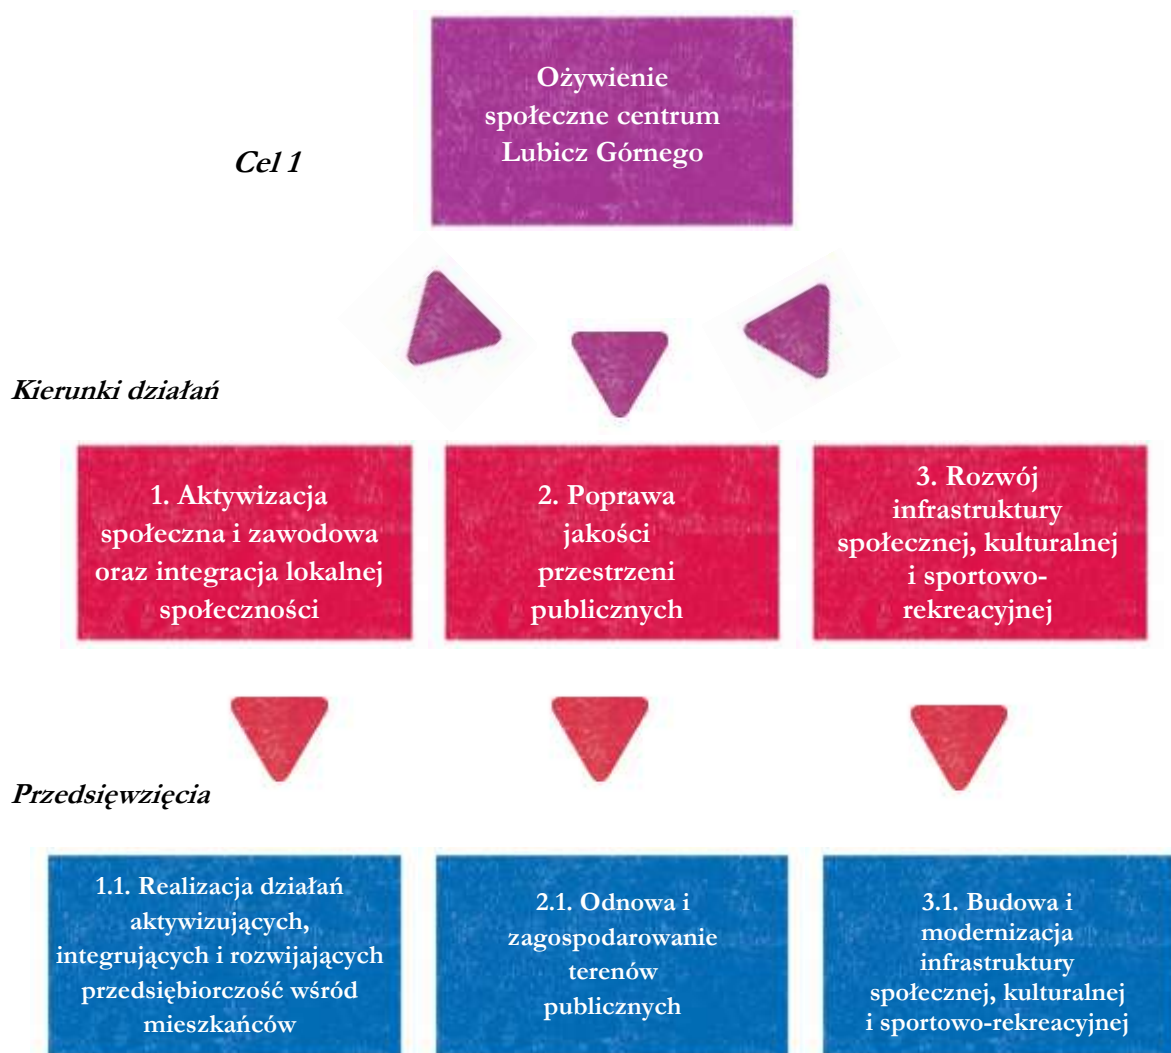 Ożywienie
społeczne centrum
Lubicz Górnego
Cel 1
Kierunki działań
1. Aktywizacja
społeczna i zawodowa
oraz integracja lokalnej
społeczności
2. Poprawa
jakości
przestrzeni
publicznych
3. Rozwój
infrastruktury
społecznej, kulturalnej
i sportowo-
rekreacyjnej
Przedsięwzięcia
1.1. Realizacja działań
aktywizujących,
integrujących i rozwijających
przedsiębiorczość wśród
mieszkańców
2.1. Odnowa i
zagospodarowanie
terenów
publicznych
3.1. Budowa i
modernizacja
infrastruktury
społecznej, kulturalnej
i sportowo-rekreacyjnej